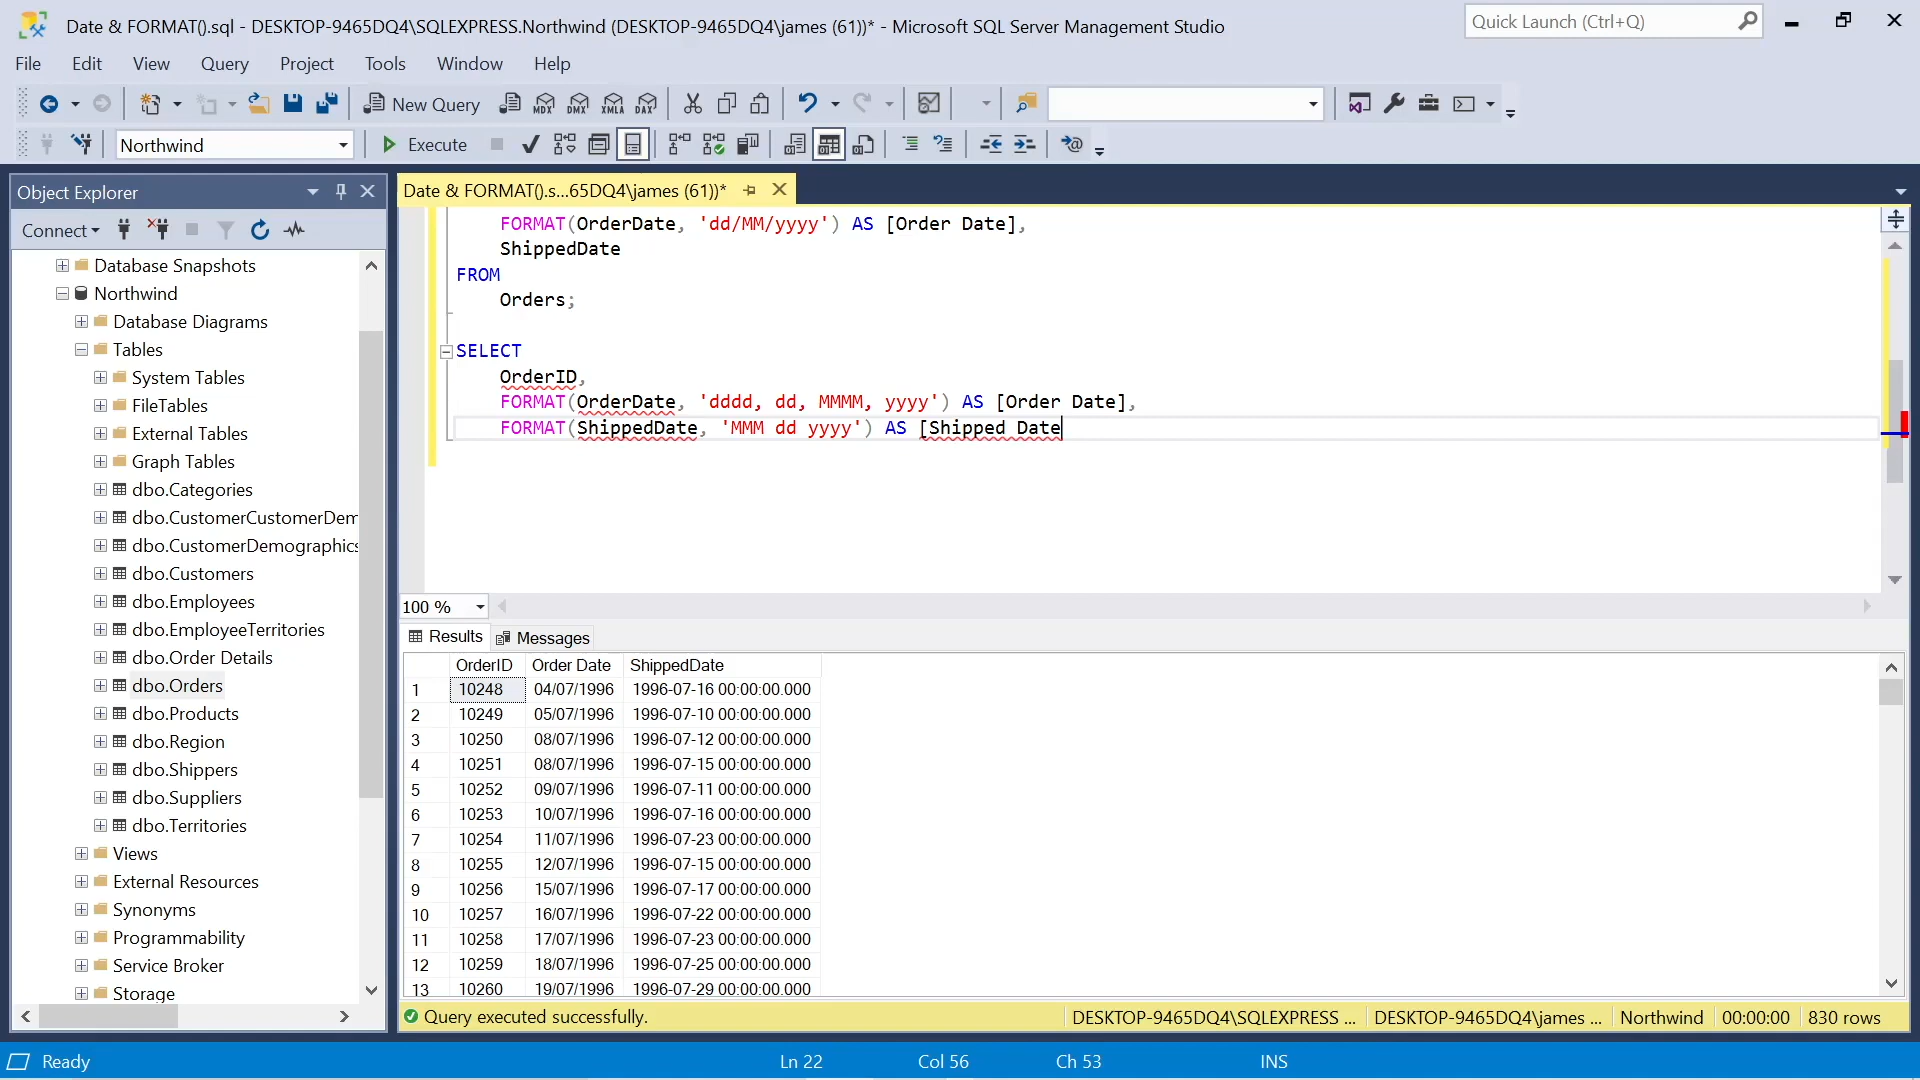 Date & FORMAT().sql - DESKTOP-9465DQ4\SQLEXPRESS.Northwind (DESKTOP-9465DQ4\james (61))* - Microsoft SQL Server Management Studio
Quick Launch (Ctrl+Q)
File Edit View Query Project Tools Window Help
New Query MDX DMX XMLA DAX
Northwind Execute
Object Explorer
Connect
Database Snapshots
Northwind
Database Diagrams
Tables
System Tables
FileTables
External Tables
Graph Tables
dbo.Categories
dbo.CustomerCustomerDem
dbo.CustomerDemographics
dbo.Customers
dbo.Employees
dbo.EmployeeTerritories
dbo.Order Details
dbo.Orders
dbo.Products
dbo.Region
dbo.Shippers
dbo.Suppliers
dbo.Territories
Views
External Resources
Synonyms
Programmability
Service Broker
Storage
Date & FORMAT().s...65DQ4\james (61))*
FORMAT(OrderDate, 'dd/MM/yyyy') AS [Order Date],
ShippedDate
FROM
Orders;
SELECT
OrderID,
FORMAT(OrderDate, 'dddd, dd, MMMM, yyyy') AS [Order Date],
FORMAT(ShippedDate, 'MMM dd yyyy') AS [Shipped Date
100 %
Results Messages
OrderID Order Date ShippedDate
1 10248 04/07/1996 1996-07-16 00:00:00.000
2 10249 05/07/1996 1996-07-10 00:00:00.000
3 10250 08/07/1996 1996-07-12 00:00:00.000
4 10251 08/07/1996 1996-07-15 00:00:00.000
5 10252 09/07/1996 1996-07-11 00:00:00.000
6 10253 10/07/1996 1996-07-16 00:00:00.000
7 10254 11/07/1996 1996-07-23 00:00:00.000
8 10255 12/07/1996 1996-07-15 00:00:00.000
9 10256 15/07/1996 1996-07-17 00:00:00.000
10 10257 16/07/1996 1996-07-22 00:00:00.000
11 10258 17/07/1996 1996-07-23 00:00:00.000
12 10259 18/07/1996 1996-07-25 00:00:00.000
13 10260 19/07/1996 1996-07-29 00:00:00.000
Query executed successfully. DESKTOP-9465DQ4\SQLEXPRESS ... DESKTOP-9465DQ4\james ... Northwind 00:00:00 830 rows
Ready Ln 22 Col 56 Ch 53 INS